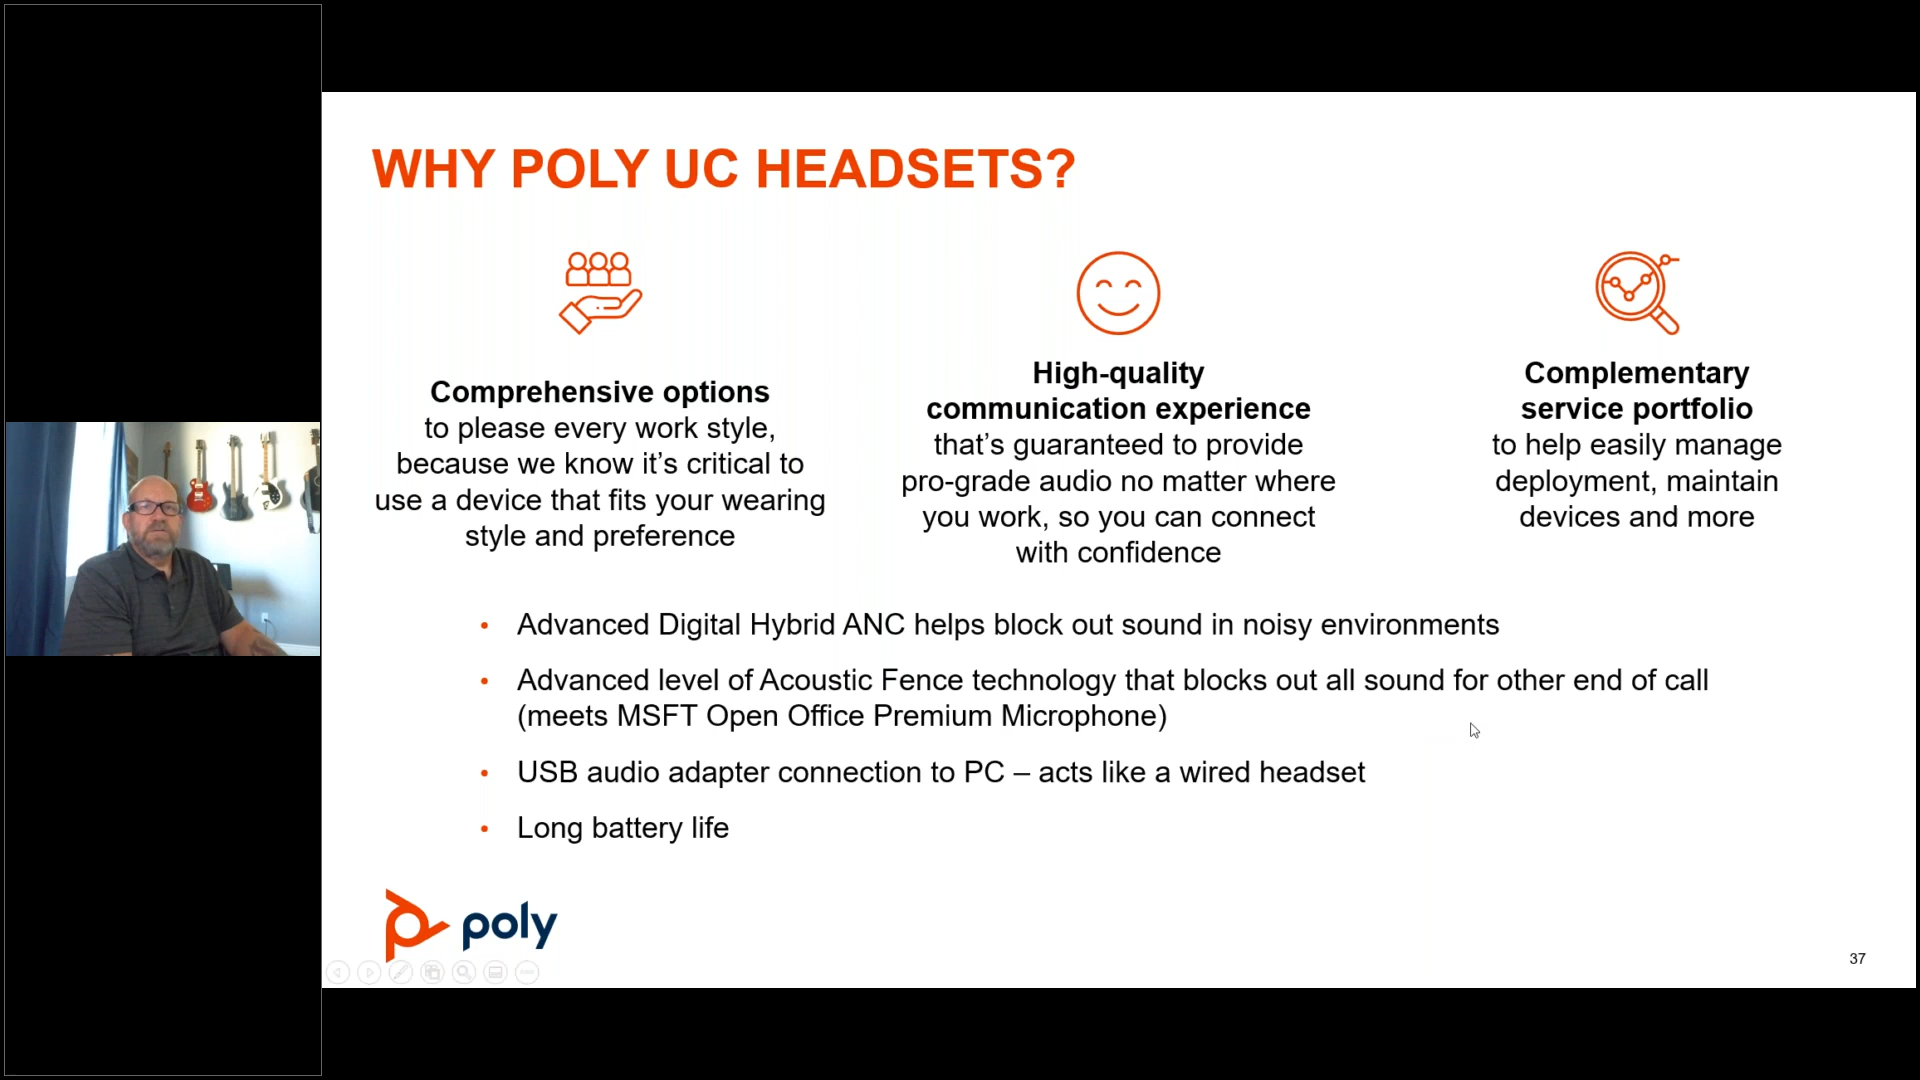 WHY POLY UC HEADSETS?
Comprehensive options
to please every work style,
because we know it’s critical to
use a device that fits your wearing
style and preference
High-quality
communication experience
that’s guaranteed to provide
pro-grade audio no matter where
you work, so you can connect
with confidence
Complementary
service portfolio
to help easily manage
deployment, maintain
devices and more
• Advanced Digital Hybrid ANC helps block out sound in noisy environments
• Advanced level of Acoustic Fence technology that blocks out all sound for other end of call
(meets MSFT Open Office Premium Microphone)
• USB audio adapter connection to PC – acts like a wired headset
• Long battery life
poly
37